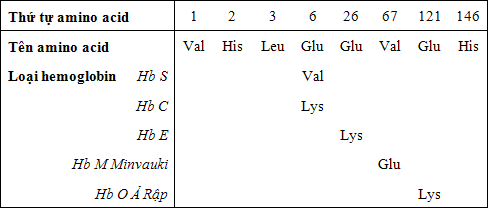 Thứ tự amino acid 1 2 3 6 26 67 121 146
Tên amino acid Val His Leu Glu Glu Val Glu His
Loại hemoglobin Hb S Val
Hb C Lys
Hb E Lys
Hb M Minvauki Glu
Hb O Ả Rập Lys